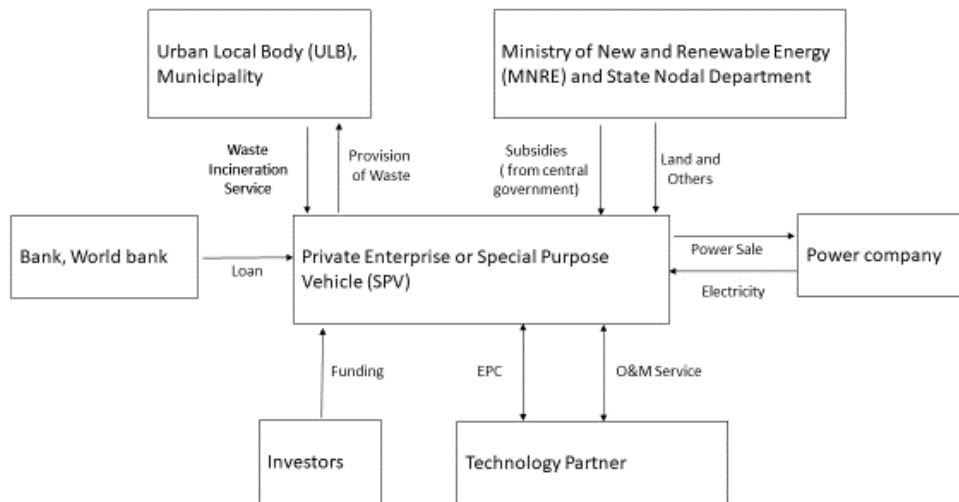 Urban Local Body (ULB),
Municipality
Ministry of New and Renewable Energy
(MNRE) and State Nodal Department
Waste
Incineration
Service
Provision
of Waste
Subsidies
( from central
government)
Land and
Others
Bank, World bank
Loan
Private Enterprise or Special Purpose
Vehicle (SPV)
Power Sale
Electricity
Power company
Funding
EPC
O&M Service
Investors
Technology Partner